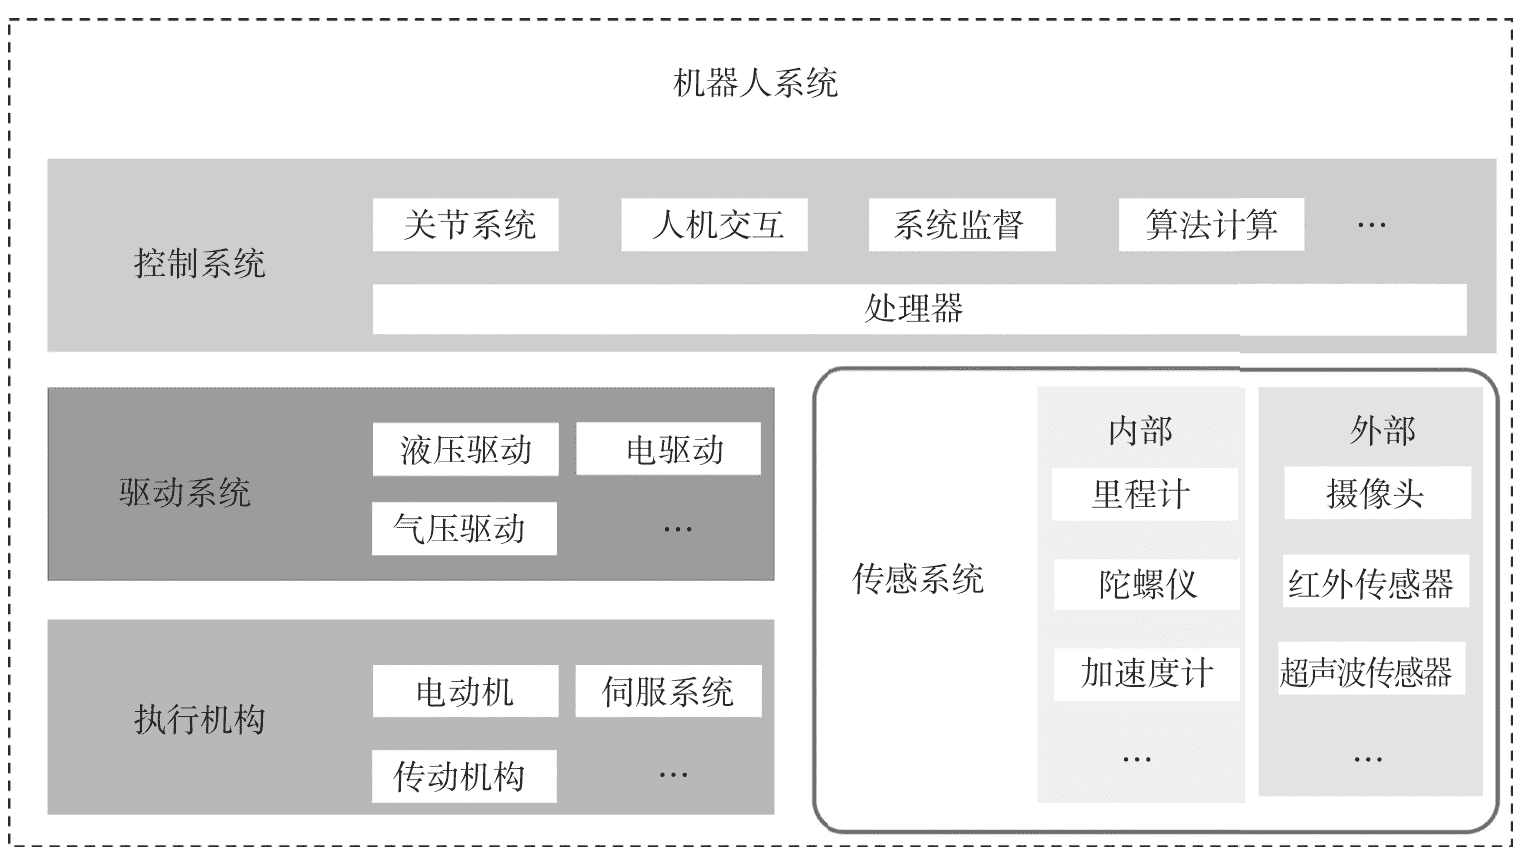 机器人系统
控制系统
关节系统
人机交互
系统监督
算法计算
…
处理器
驱动系统
液压驱动
电驱动
气压驱动
…
执行机构
电动机
伺服系统
传动机构
…
传感系统
内部
里程计
陀螺仪
加速度计
…
外部
摄像头
红外传感器
超声波传感器
…